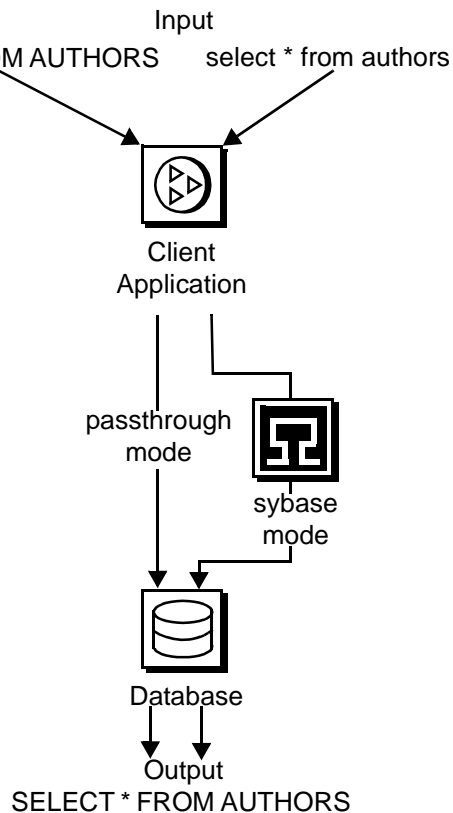 Input
M AUTHORS select * from authors
Client
Application
passthrough
mode
sybase
mode
Database
Output
SELECT * FROM AUTHORS